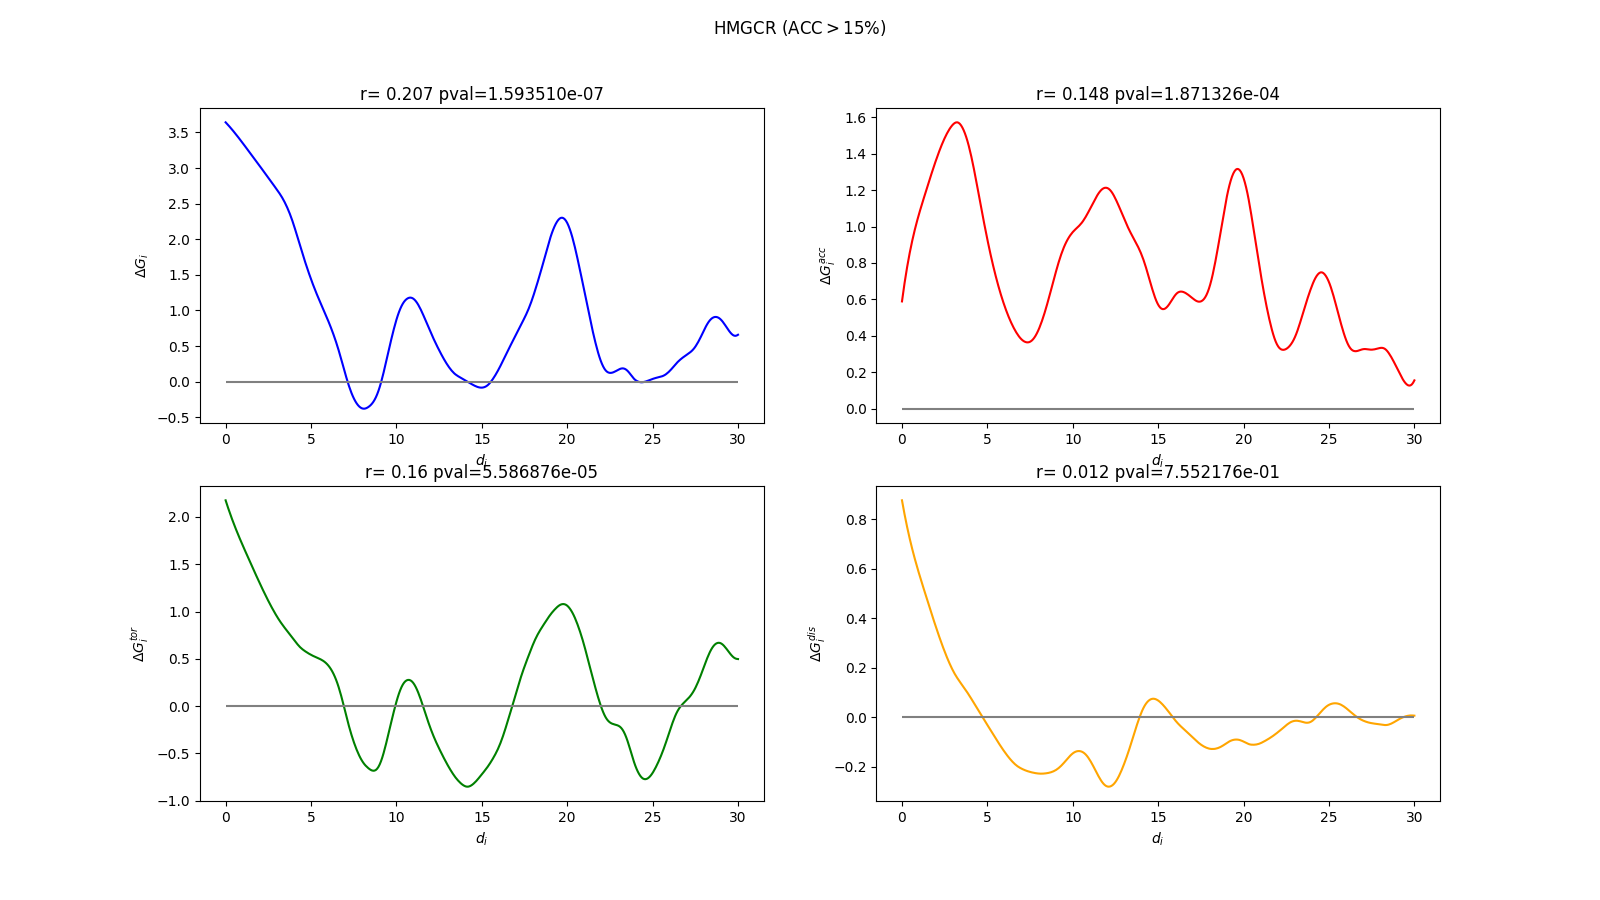 HMGCR (ACC > 15%)
r= 0.207 pval=1.593510e-07
ΔG_i
3.5
3.0
2.5
2.0
1.5
1.0
0.5
0.0
−0.5
0 5 10 15 20 25 30
d_i
r= 0.148 pval=1.871326e-04
ΔG_i^acc
1.6
1.4
1.2
1.0
0.8
0.6
0.4
0.2
0.0
0 5 10 15 20 25 30
d_i
r= 0.16 pval=5.586876e-05
ΔG_i^tor
2.0
1.5
1.0
0.5
0.0
−0.5
−1.0
0 5 10 15 20 25 30
d_i
r= 0.012 pval=7.552176e-01
ΔG_i^dis
0.8
0.6
0.4
0.2
0.0
−0.2
0 5 10 15 20 25 30
d_i